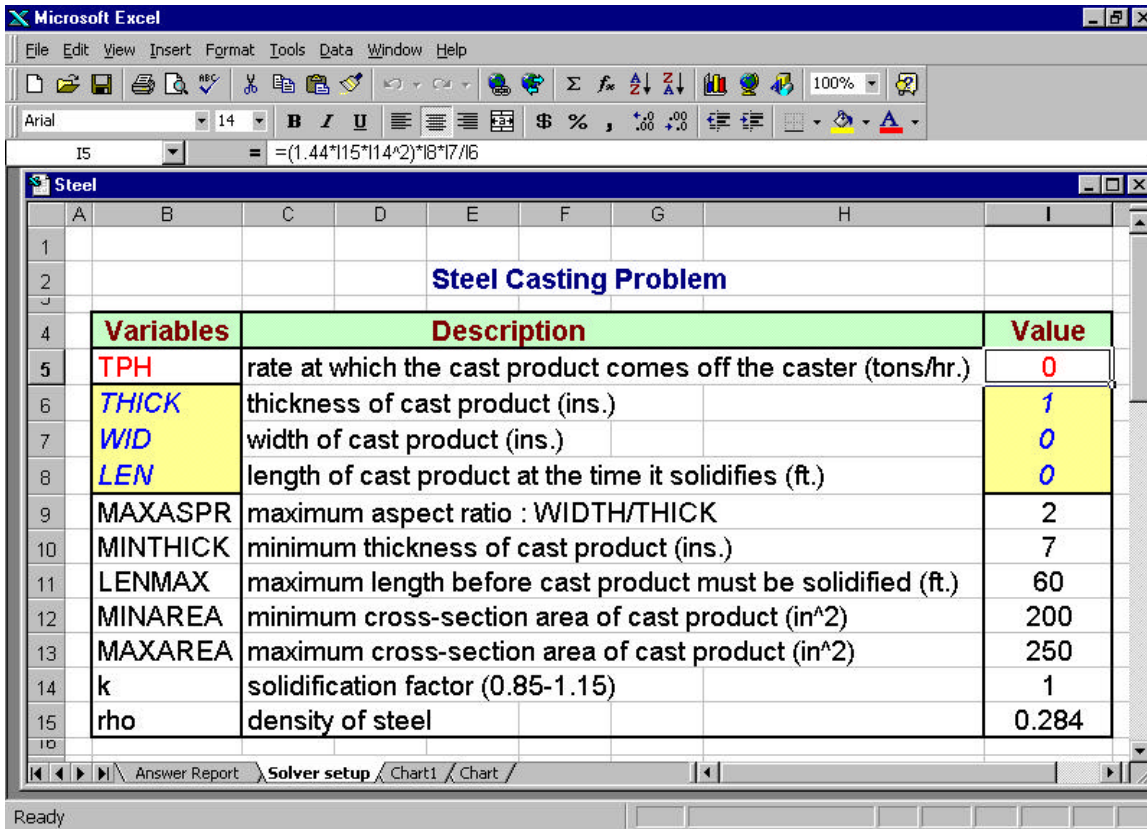 Microsoft Excel
File Edit View Insert Format Tools Data Window Help
100%
Arial 14 B I U $ % ,
I5 = =(1.44*I15*I14^2)*I8*I7/I6
Steel
A B C D E F G H I
1
2 Steel Casting Problem
3
4 Variables Description Value
5 TPH rate at which the cast product comes off the caster (tons/hr.) 0
6 THICK thickness of cast product (ins.) 1
7 WID width of cast product (ins.) 0
8 LEN length of cast product at the time it solidifies (ft.) 0
9 MAXASPR maximum aspect ratio : WIDTH/THICK 2
10 MINTHICK minimum thickness of cast product (ins.) 7
11 LENMAX maximum length before cast product must be solidified (ft.) 60
12 MINAREA minimum cross-section area of cast product (in^2) 200
13 MAXAREA maximum cross-section area of cast product (in^2) 250
14 k solidification factor (0.85-1.15) 1
15 rho density of steel 0.284
16
Answer Report Solver setup Chart1 Chart
Ready